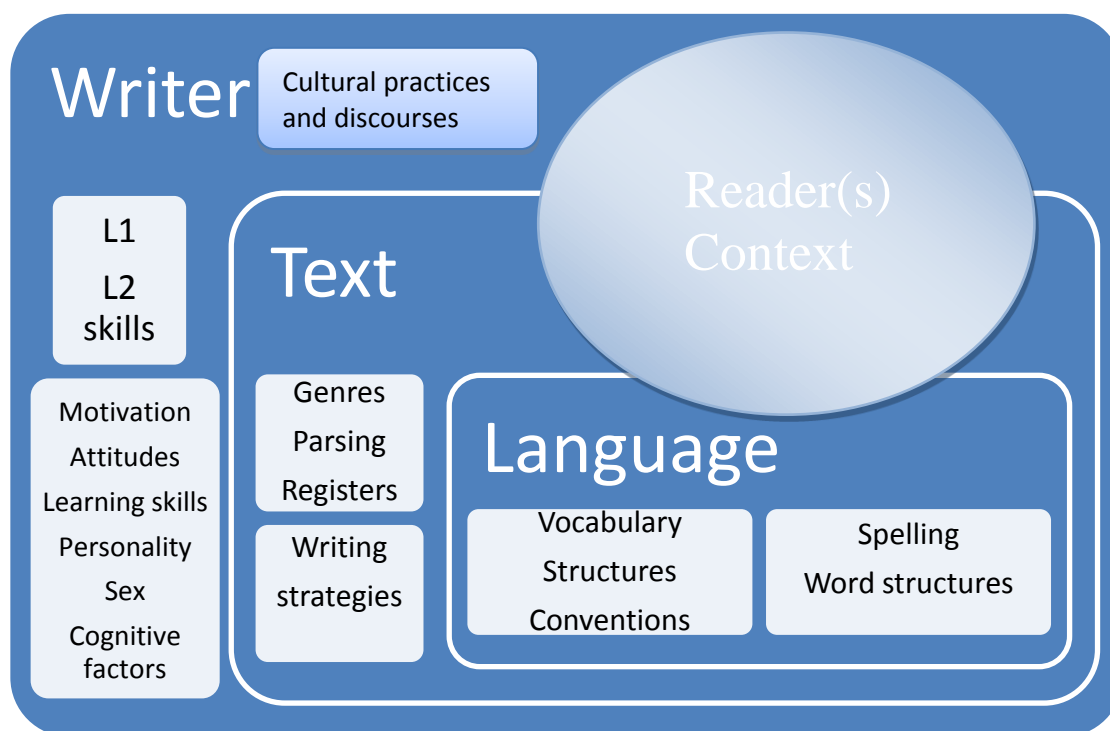 Writer
Cultural practices
and discourses
Reader(s)
Context
L1
L2
skills
Text
Motivation
Attitudes
Learning skills
Personality
Sex
Cognitive
factors
Genres
Parsing
Registers
Writing
strategies
Language
Vocabulary
Structures
Conventions
Spelling
Word structures